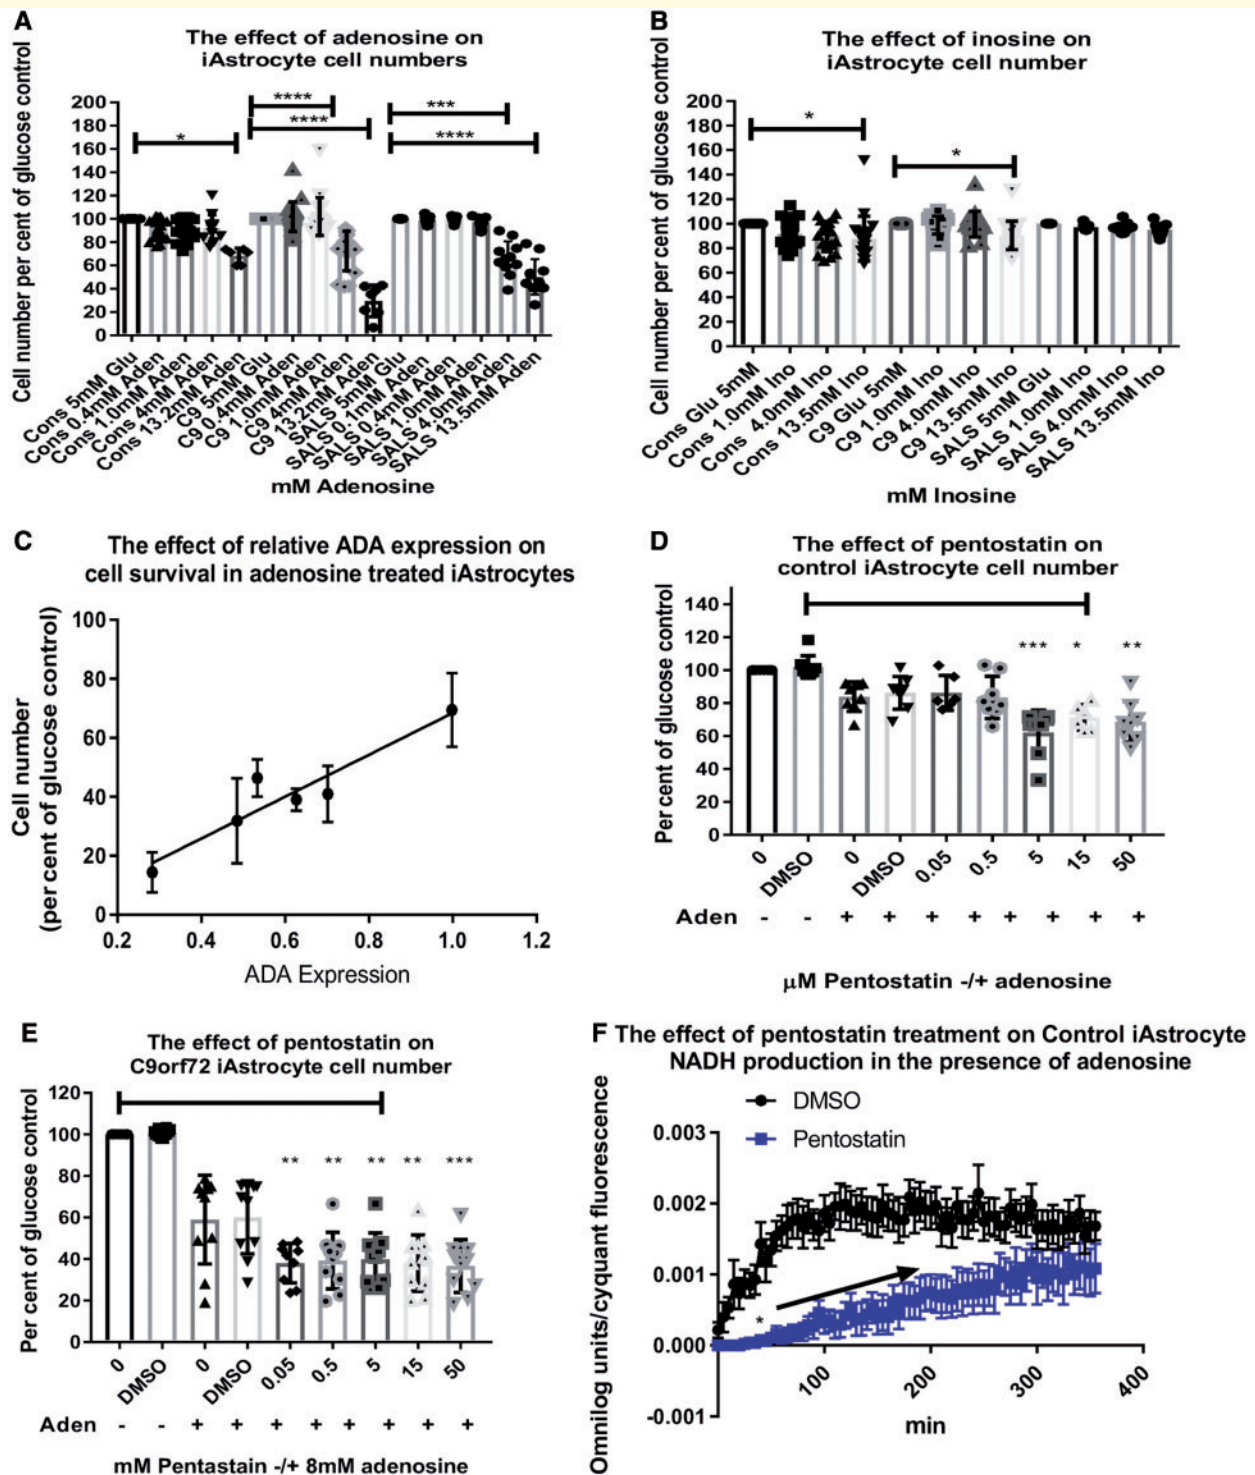 A
The effect of adenosine on
iAstrocyte cell numbers
Cell number per cent of glucose control
200
180
160
140
120
100
80
60
40
20
0
* **** **** *** ****
Cons 5mM Glu
Cons 0.4mM Aden
Cons 1.0mM Aden
Cons 4mM Aden
Cons 13.2mM Aden
C9 5mM Glu
C9 0.4mM Aden
C9 1.0mM Aden
C9 4mM Aden
C9 13.2mM Aden
SALS 5mM Glu
SALS 0.1mM Aden
SALS 0.4mM Aden
SALS 1.0mM Aden
SALS 4.0mM Aden
SALS 13.5mM Aden
mM Adenosine
B
The effect of inosine on
iAstrocyte cell number
Cell number per cent of glucose control
200
180
160
140
120
100
80
60
40
20
0
* *
Cons Glu 5mM
Cons 1.0mM Ino
Cons 4.0mM Ino
Cons 13.5mM Ino
C9 Glu 5mM
C9 1.0mM Ino
C9 4.0mM Ino
C9 13.5mM Ino
SALS 5mM Glu
SALS 1.0mM Ino
SALS 4.0mM Ino
SALS 13.5mM Ino
mM Inosine
C
The effect of relative ADA expression on
cell survival in adenosine treated iAstrocytes
Cell number
(per cent of glucose control)
100
80
60
40
20
0
0.2 0.4 0.6 0.8 1.0 1.2
ADA Expression
D
The effect of pentostatin on
control iAstrocyte cell number
Per cent of glucose control
140
120
100
80
60
40
20
0
*** * **
0 DMSO 0 DMSO 0.05 0.5 5 15 50
Aden - - + + + + + + + +
μM Pentostatin -/+ adenosine
E
The effect of pentostatin on
C9orf72 iAstrocyte cell number
Per cent of glucose control
120
100
80
60
40
20
0
** ** ** ** ***
0 DMSO 0 DMSO 0.05 0.5 5 15 50
Aden - - + + + + + + + +
mM Pentastain -/+ 8mM adenosine
F
The effect of pentostatin treatment on Control iAstrocyte
NADH production in the presence of adenosine
DMSO
Pentostatin
Omnilog units/cyquant fluorescence
0.003
0.002
0.001
0.000
-0.001
*
100 200 300 400
min